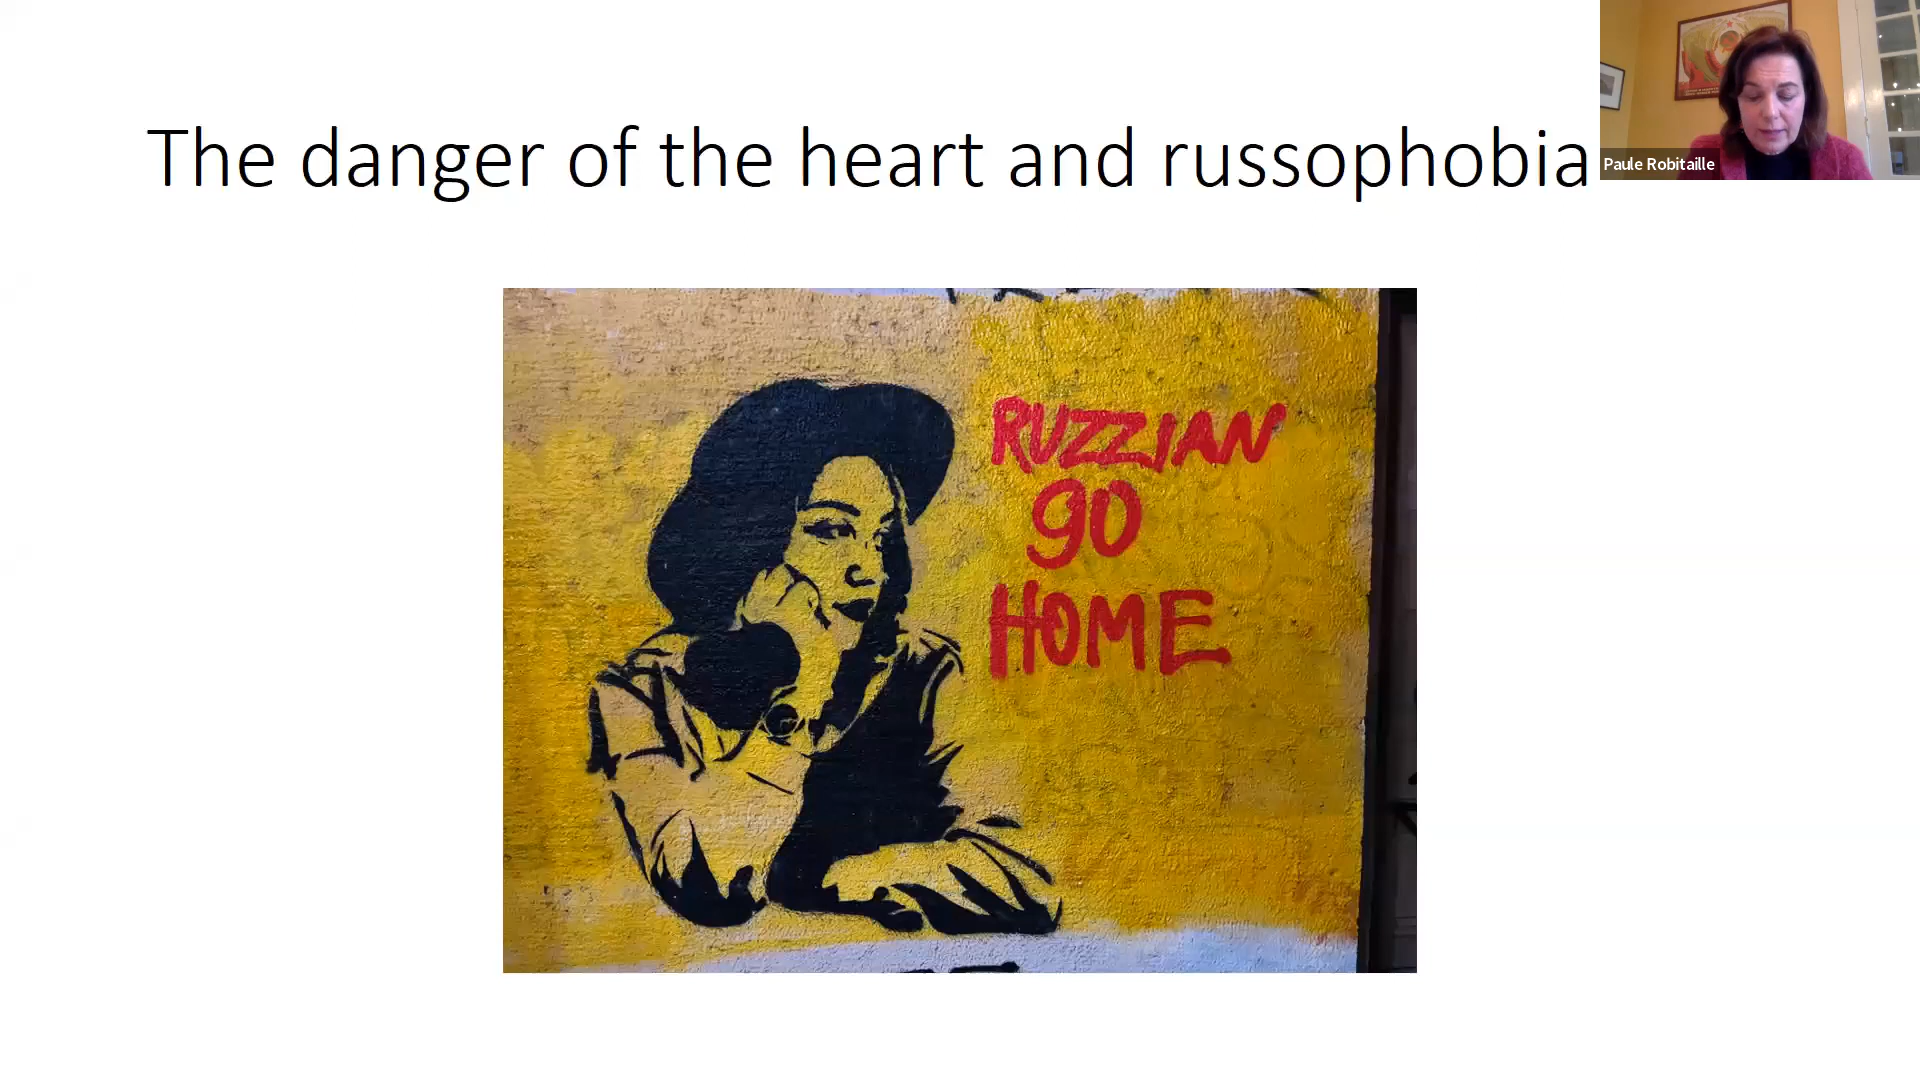 The danger of the heart and russophobia
Paule Robitaille
RUZZIAN
go
HOME